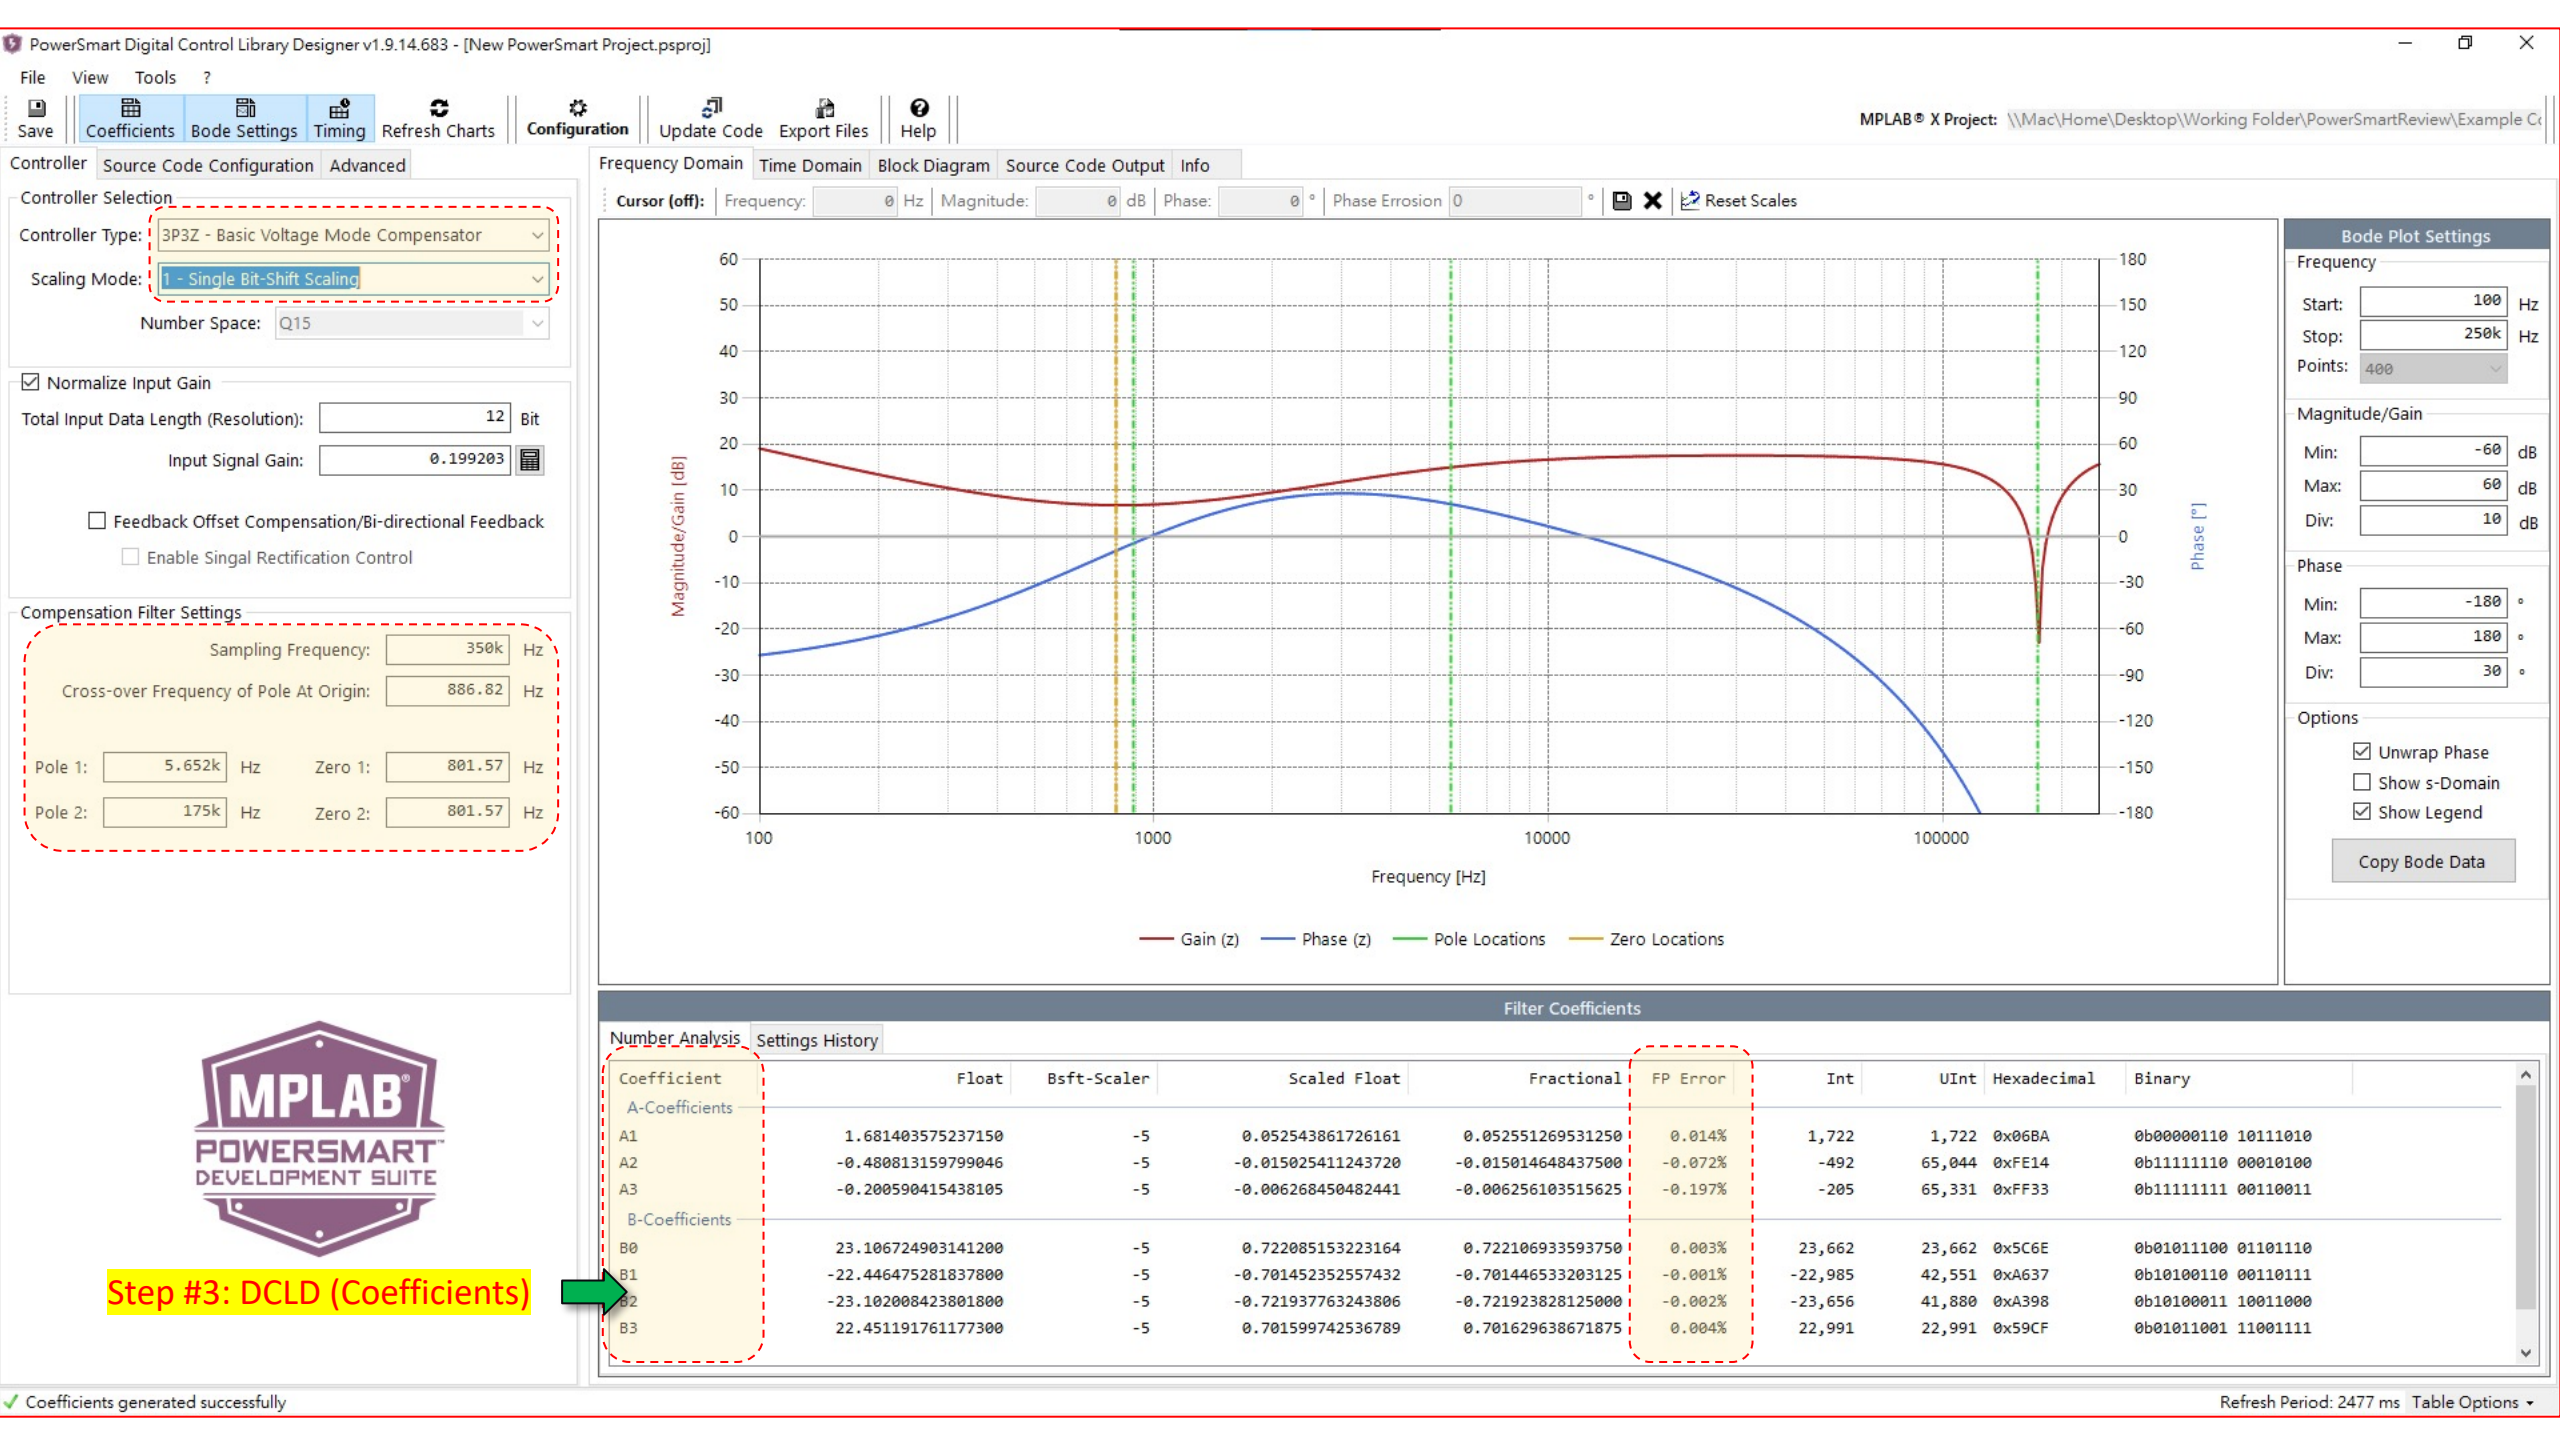 PowerSmart Digital Control Library Designer v1.9.14.683 - [New PowerSmart Project.psproj]
File View Tools ?
Save Coefficients Bode Settings Timing Refresh Charts Configuration Update Code Export Files Help
MPLAB® X Project: \\Mac\Home\Desktop\Working Folder\PowerSmartReview\Example Co
Controller Source Code Configuration Advanced
Controller Selection
Controller Type: 3P3Z - Basic Voltage Mode Compensator
Scaling Mode: 1 - Single Bit-Shift Scaling
Number Space: Q15
Normalize Input Gain
Total Input Data Length (Resolution): 12 Bit
Input Signal Gain: 0.199203
Feedback Offset Compensation/Bi-directional Feedback
Enable Singal Rectification Control
Compensation Filter Settings
Sampling Frequency: 350k Hz
Cross-over Frequency of Pole At Origin: 886.82 Hz
Pole 1: 5.652k Hz Zero 1: 801.57 Hz
Pole 2: 175k Hz Zero 2: 801.57 Hz
MPLAB®
POWERSMART™
DEVELOPMENT SUITE
Step #3: DCLD (Coefficients)
Frequency Domain Time Domain Block Diagram Source Code Output Info
Cursor (off): Frequency: 0 Hz Magnitude: 0 dB Phase: 0 ° Phase Errosion 0 ° Reset Scales
60 180
50 150
40 120
30 90
20 60
10 30
0 0
-10 -30
-20 -60
-30 -90
-40 -120
-50 -150
-60 -180
Magnitude/Gain [dB]
Phase [°]
100 1000 10000 100000
Frequency [Hz]
Gain (z) Phase (z) Pole Locations Zero Locations
Bode Plot Settings
Frequency
Start: 100 Hz
Stop: 250k Hz
Points: 400
Magnitude/Gain
Min: -60 dB
Max: 60 dB
Div: 10 dB
Phase
Min: -180 °
Max: 180 °
Div: 30 °
Options
Unwrap Phase
Show s-Domain
Show Legend
Copy Bode Data
Filter Coefficients
Number Analysis Settings History
Coefficient Float Bsft-Scaler Scaled Float Fractional FP Error Int UInt Hexadecimal Binary
A-Coefficients
A1 1.681403575237150 -5 0.052543861726161 0.052551269531250 0.014% 1,722 1,722 0x06BA 0b00000110 10111010
A2 -0.480813159799046 -5 -0.015025411243720 -0.015014648437500 -0.072% -492 65,044 0xFE14 0b11111110 00010100
A3 -0.200590415438105 -5 -0.006268450482441 -0.006256103515625 -0.197% -205 65,331 0xFF33 0b11111111 00110011
B-Coefficients
B0 23.106724903141200 -5 0.722085153223164 0.722106933593750 0.003% 23,662 23,662 0x5C6E 0b01011100 01101110
B1 -22.446475281837800 -5 -0.701452352557432 -0.701446533203125 -0.001% -22,985 42,551 0xA637 0b10100110 00110111
B2 -23.102008423801800 -5 -0.721937763243806 -0.721923828125000 -0.002% -23,656 41,880 0xA398 0b10100011 10011000
B3 22.451191761177300 -5 0.701599742536789 0.701629638671875 0.004% 22,991 22,991 0x59CF 0b01011001 11001111
Coefficients generated successfully
Refresh Period: 2477 ms Table Options